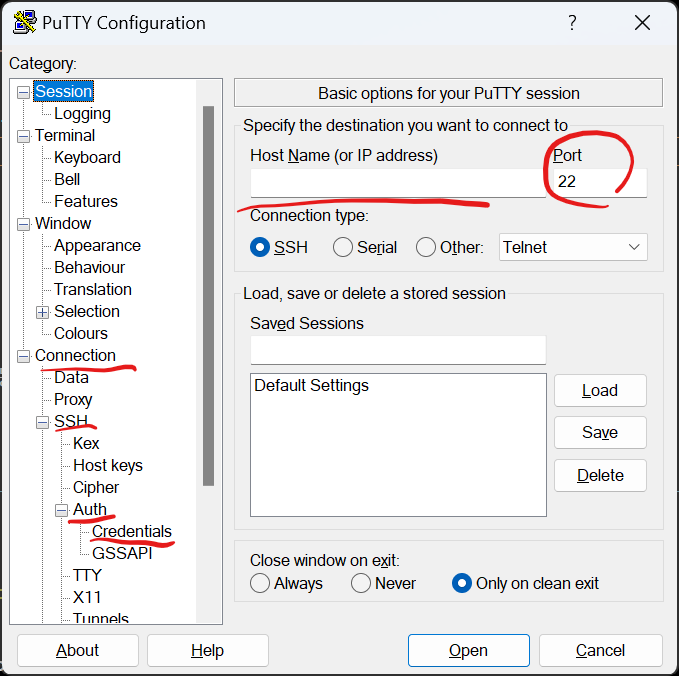 PuTTY Configuration
?
Category:
Session
Logging
Terminal
Keyboard
Bell
Features
Window
Appearance
Behaviour
Translation
Selection
Colours
Connection
Data
Proxy
SSH
Kex
Host keys
Cipher
Auth
Credentials
GSSAPI
TTY
X11
Tunnels
Basic options for your PuTTY session
Specify the destination you want to connect to
Host Name (or IP address) Port
22
Connection type:
SSH Serial Other: Telnet
Load, save or delete a stored session
Saved Sessions
Default Settings
Load
Save
Delete
Close window on exit:
Always Never Only on clean exit
About Help Open Cancel